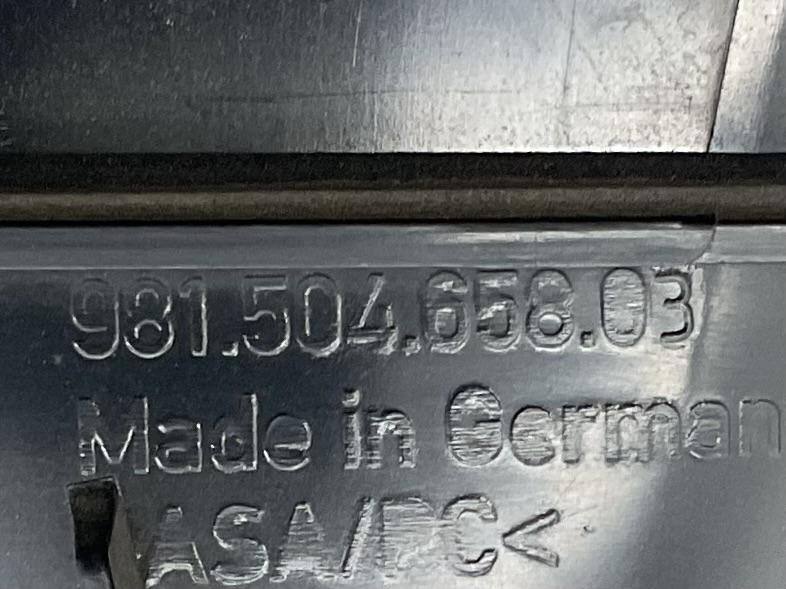 981.504.658.03
Made in German
ASA/PC<